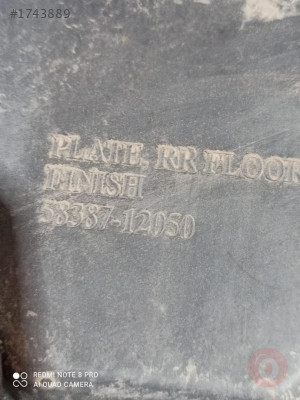 #1743889
PLATE, RR FLOOR
FINISH
58387-12050
REDMI NOTE 8 PRO
AI QUAD CAMERA